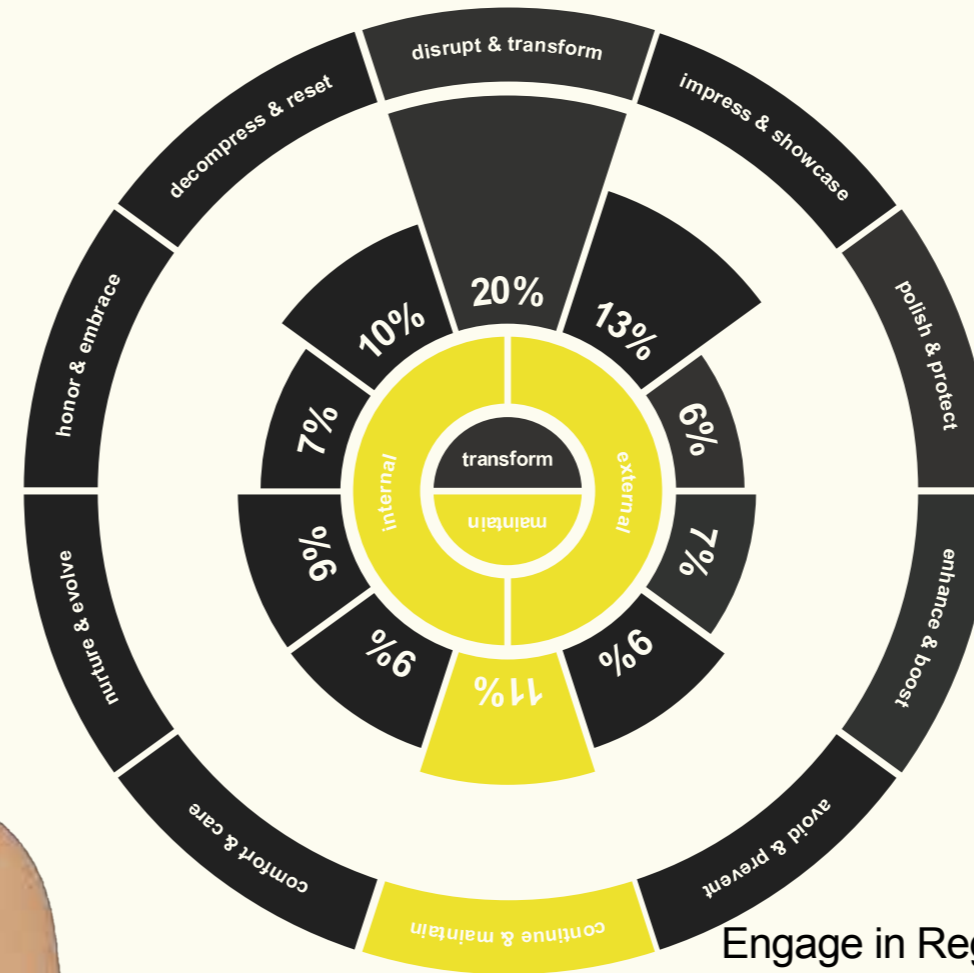 disrupt & transform
impress & showcase
polish & protect
enhance & boost
avoid & prevent
continue & maintain
comfort & care
nurture & evolve
honor & embrace
decompress & reset
20%
13%
6%
7%
9%
11%
9%
9%
7%
10%
internal
external
transform
maintain
Engage in Reg